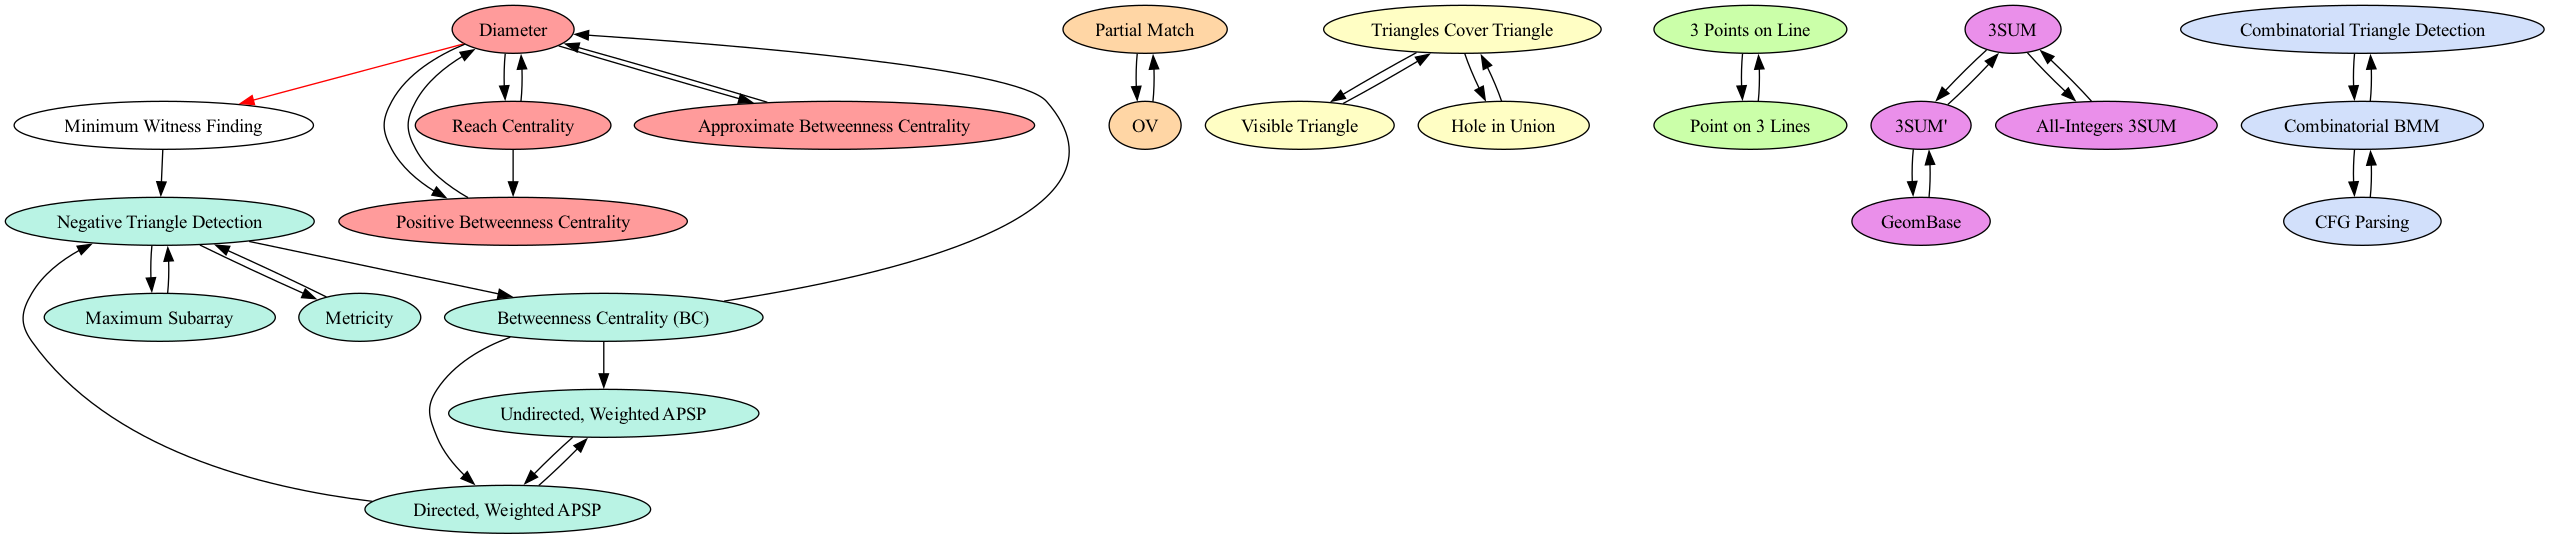 Diameter
Partial Match
Triangles Cover Triangle
3 Points on Line
3SUM
Combinatorial Triangle Detection
Minimum Witness Finding
Reach Centrality
Approximate Betweenness Centrality
OV
Visible Triangle
Hole in Union
Point on 3 Lines
3SUM'
All-Integers 3SUM
Combinatorial BMM
Negative Triangle Detection
Positive Betweenness Centrality
GeomBase
CFG Parsing
Maximum Subarray
Metricity
Betweenness Centrality (BC)
Undirected, Weighted APSP
Directed, Weighted APSP